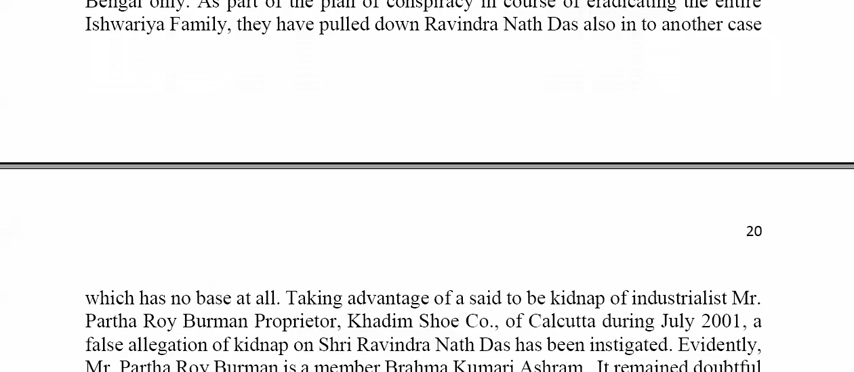 Bengal only. As part of the plan of conspiracy in course of eradicating the entire
Ishwariya Family, they have pulled down Ravindra Nath Das also in to another case
20
which has no base at all. Taking advantage of a said to be kidnap of industrialist Mr.
Partha Roy Burman Proprietor, Khadim Shoe Co., of Calcutta during July 2001, a
false allegation of kidnap on Shri Ravindra Nath Das has been instigated. Evidently,
Mr. Partha Roy Burman is a member Brahma Kumari Ashram. It remained doubtful